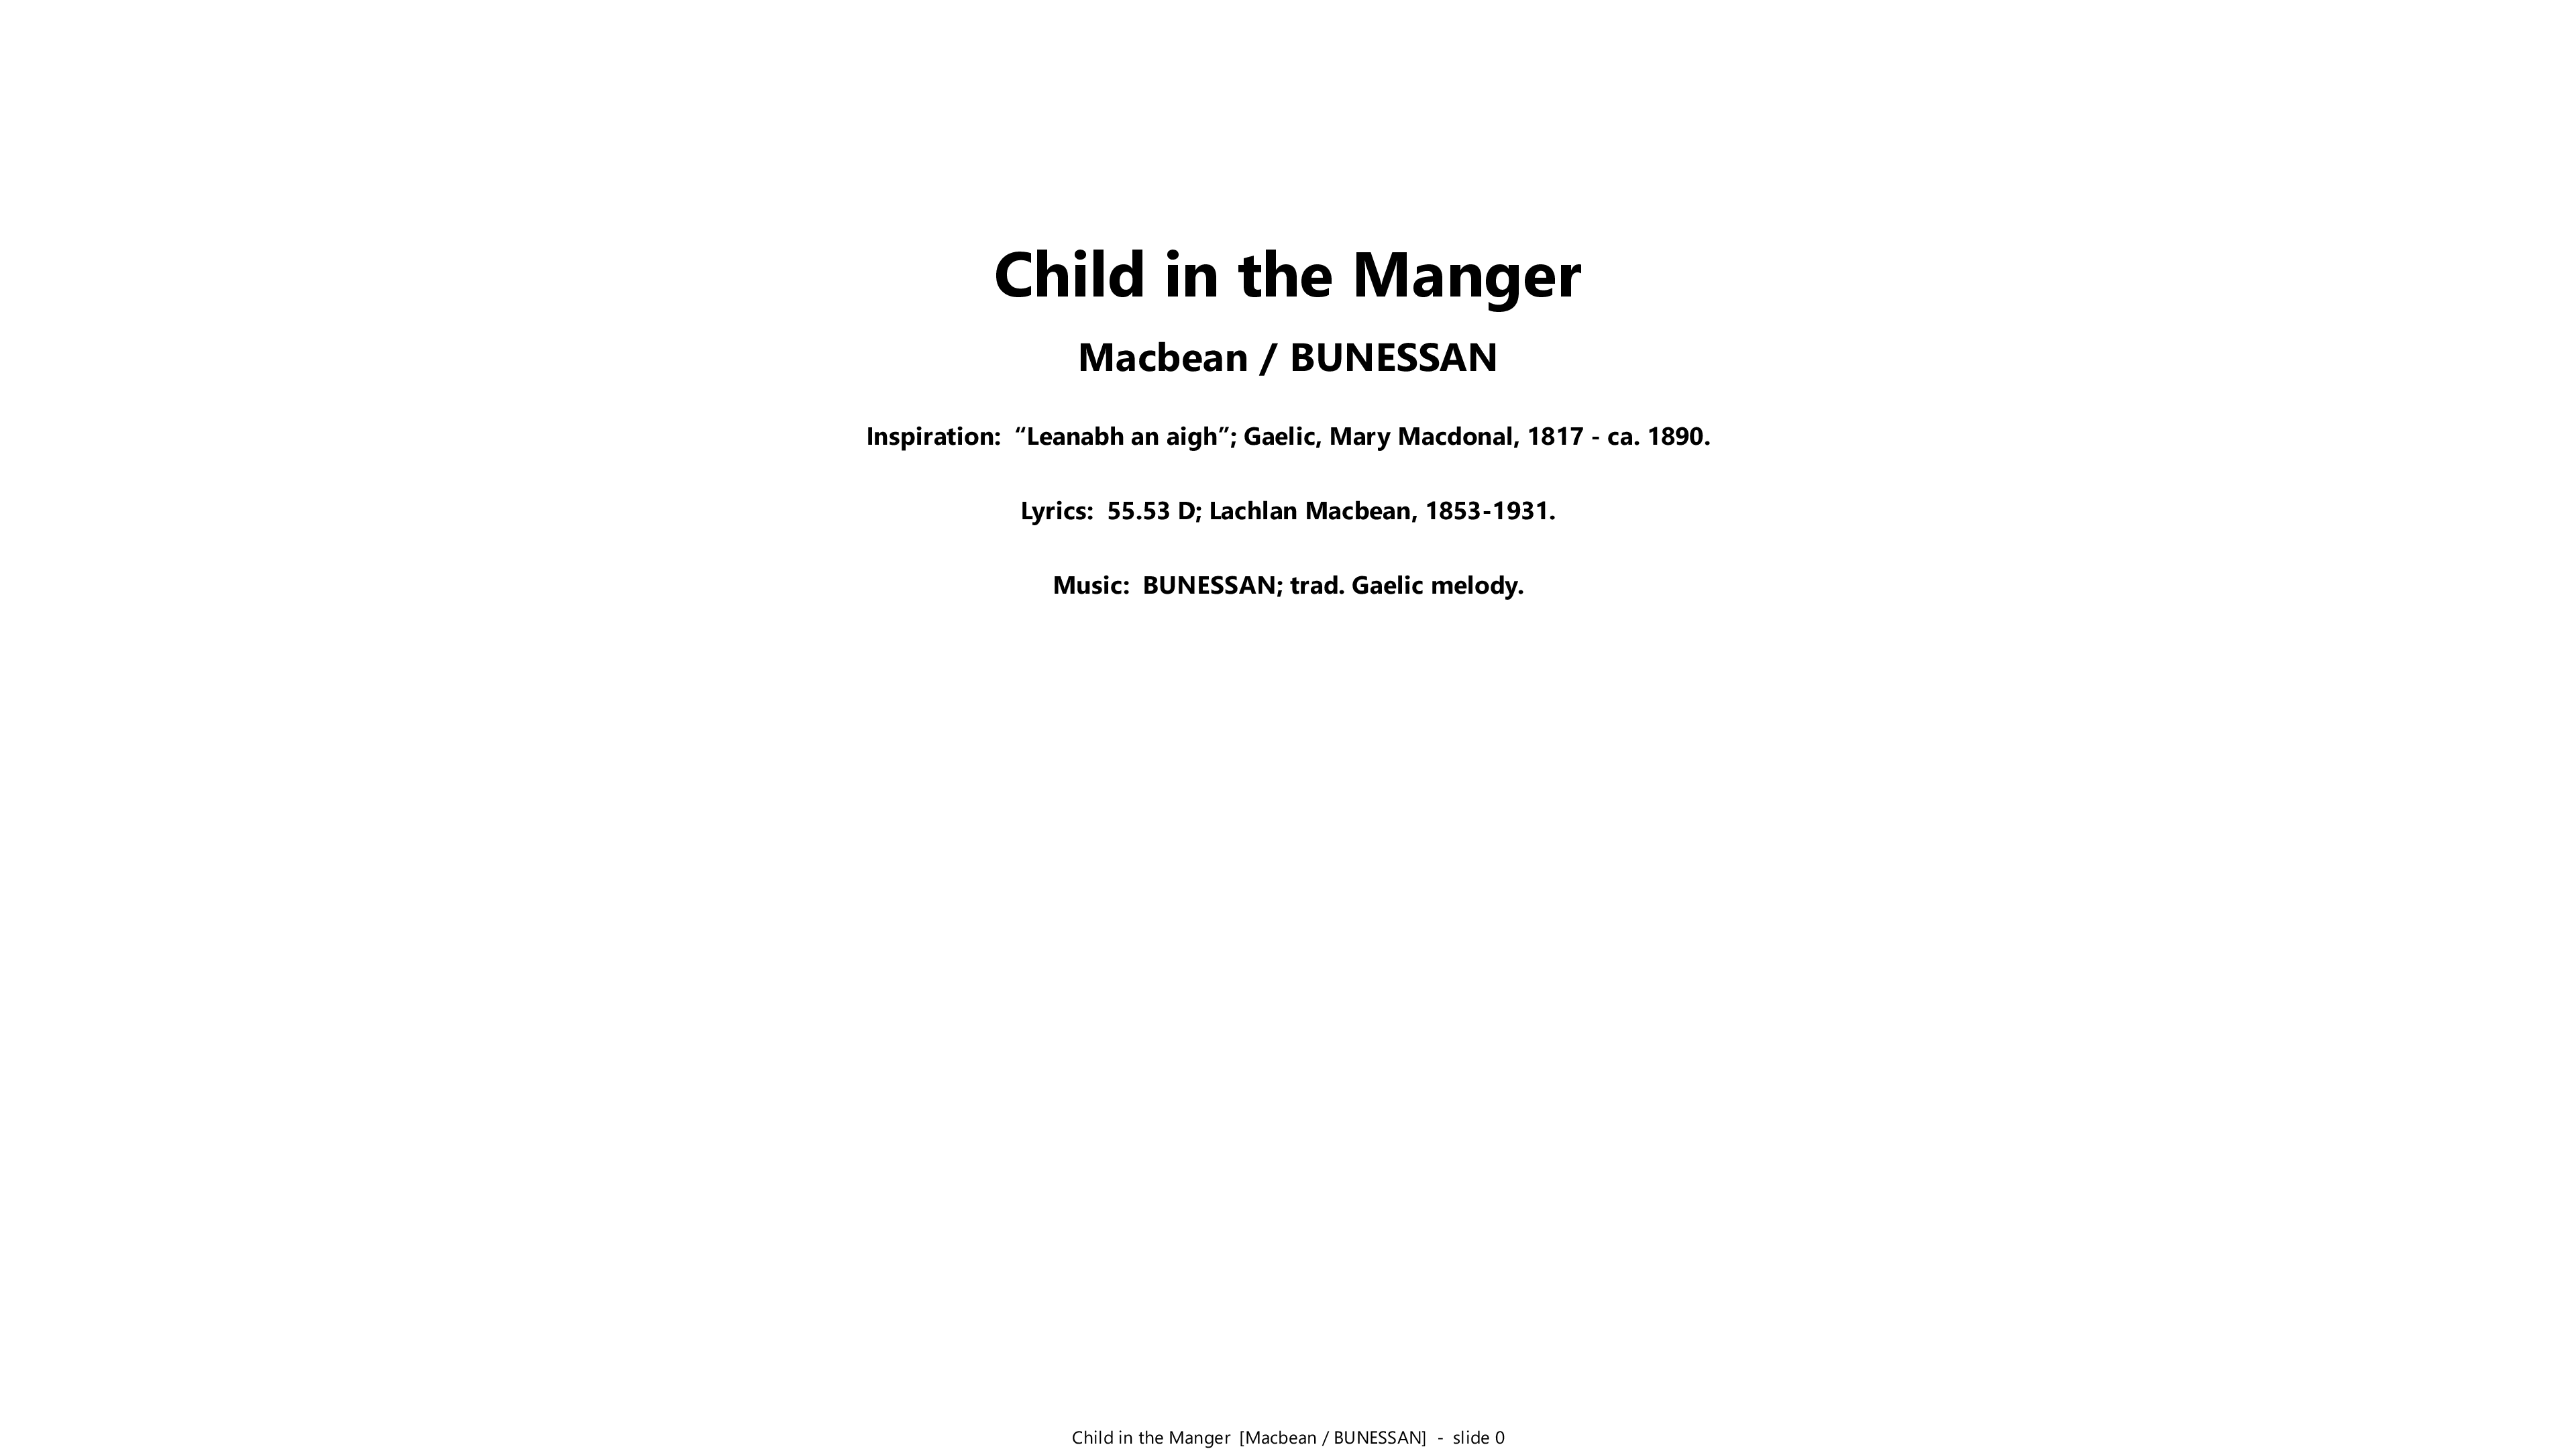 Child in the Manger
Macbean / BUNESSAN
Inspiration:  “Leanabh an aigh”; Gaelic, Mary Macdonal, 1817 - ca. 1890.
Lyrics:  55.53 D; Lachlan Macbean, 1853-1931.
Music:  BUNESSAN; trad. Gaelic melody.
Child in the Manger  [Macbean / BUNESSAN]  -  slide 0